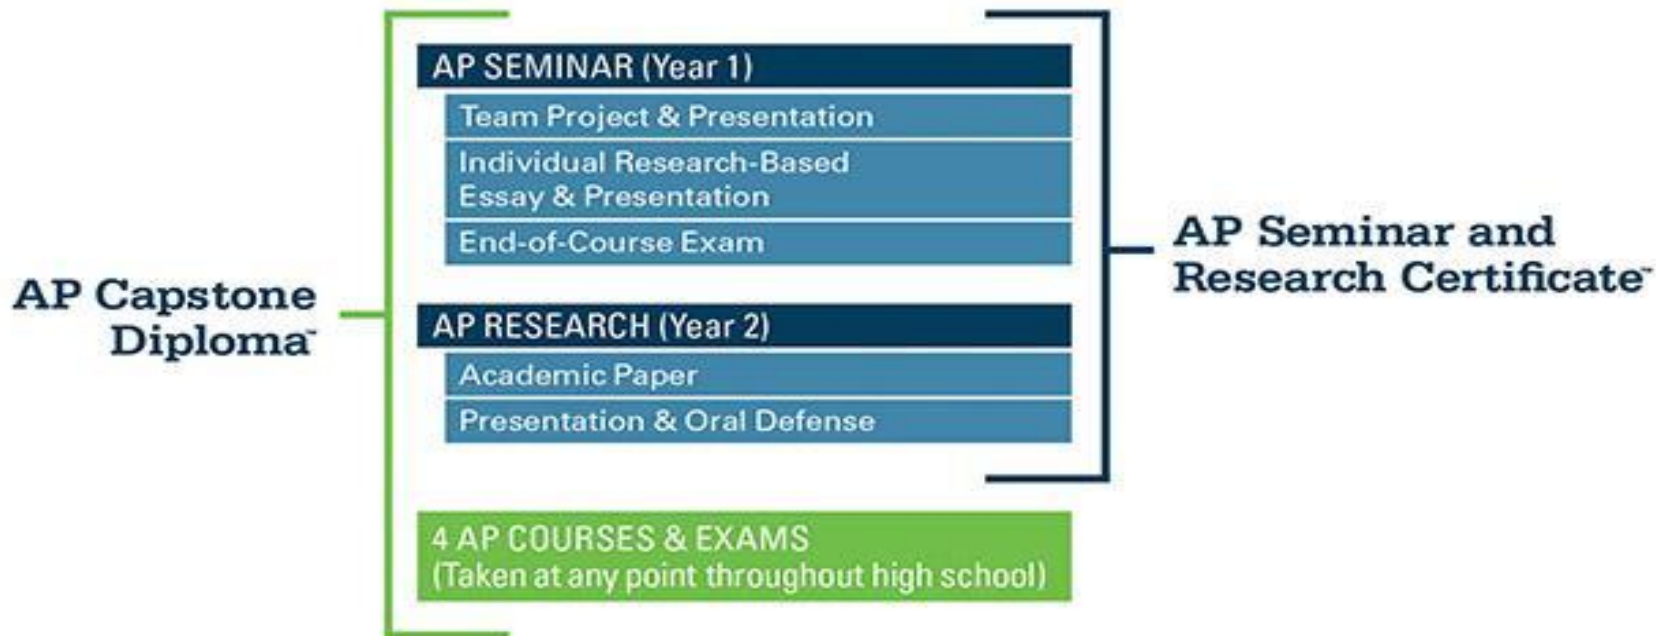 AP Capstone
Diploma™
AP SEMINAR (Year 1)
Team Project & Presentation
Individual Research-Based
Essay & Presentation
End-of-Course Exam
AP RESEARCH (Year 2)
Academic Paper
Presentation & Oral Defense
4 AP COURSES & EXAMS
(Taken at any point throughout high school)
AP Seminar and
Research Certificate™